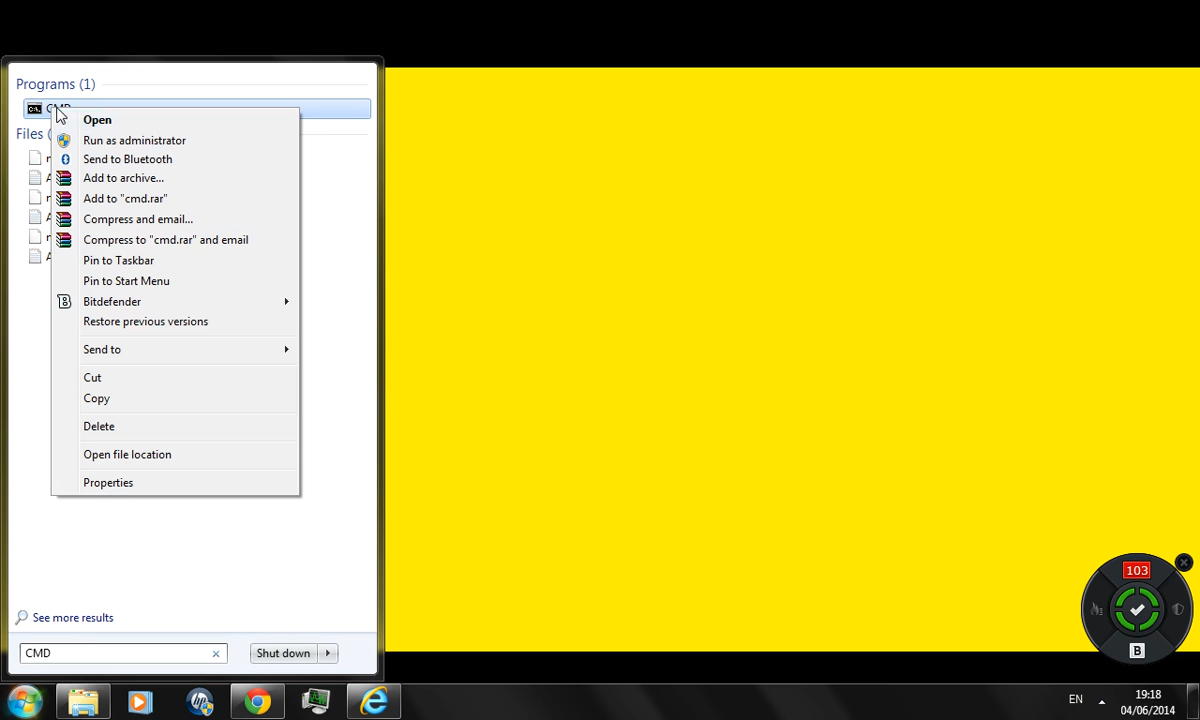 Programs (1)
CMD
Open
Files (
Run as administrator
Send to Bluetooth
Add to archive...
Add to "cmd.rar"
Compress and email...
Compress to "cmd.rar" and email
Pin to Taskbar
Pin to Start Menu
Bitdefender
Restore previous versions
Send to
Cut
Copy
Delete
Open file location
Properties
103
B
See more results
CMD
Shut down
EN
19:18
04/06/2014